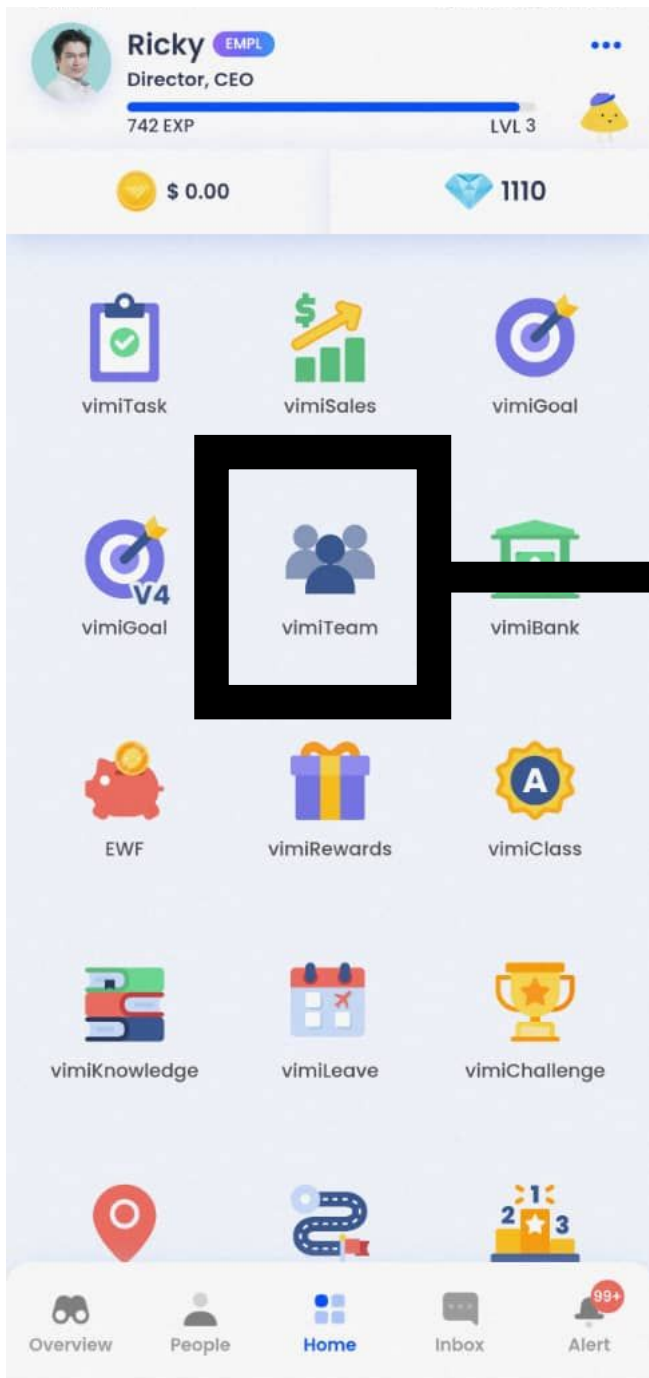 Ricky EMPL
Director, CEO
742 EXP LVL 3
$ 0.00 1110
vimiTask vimiSales vimiGoal
V4
vimiGoal vimiTeam vimiBank
EWF vimiRewards vimiClass
A
vimiKnowledge vimiLeave vimiChallenge
1
2 3
99+
Overview People Home Inbox Alert